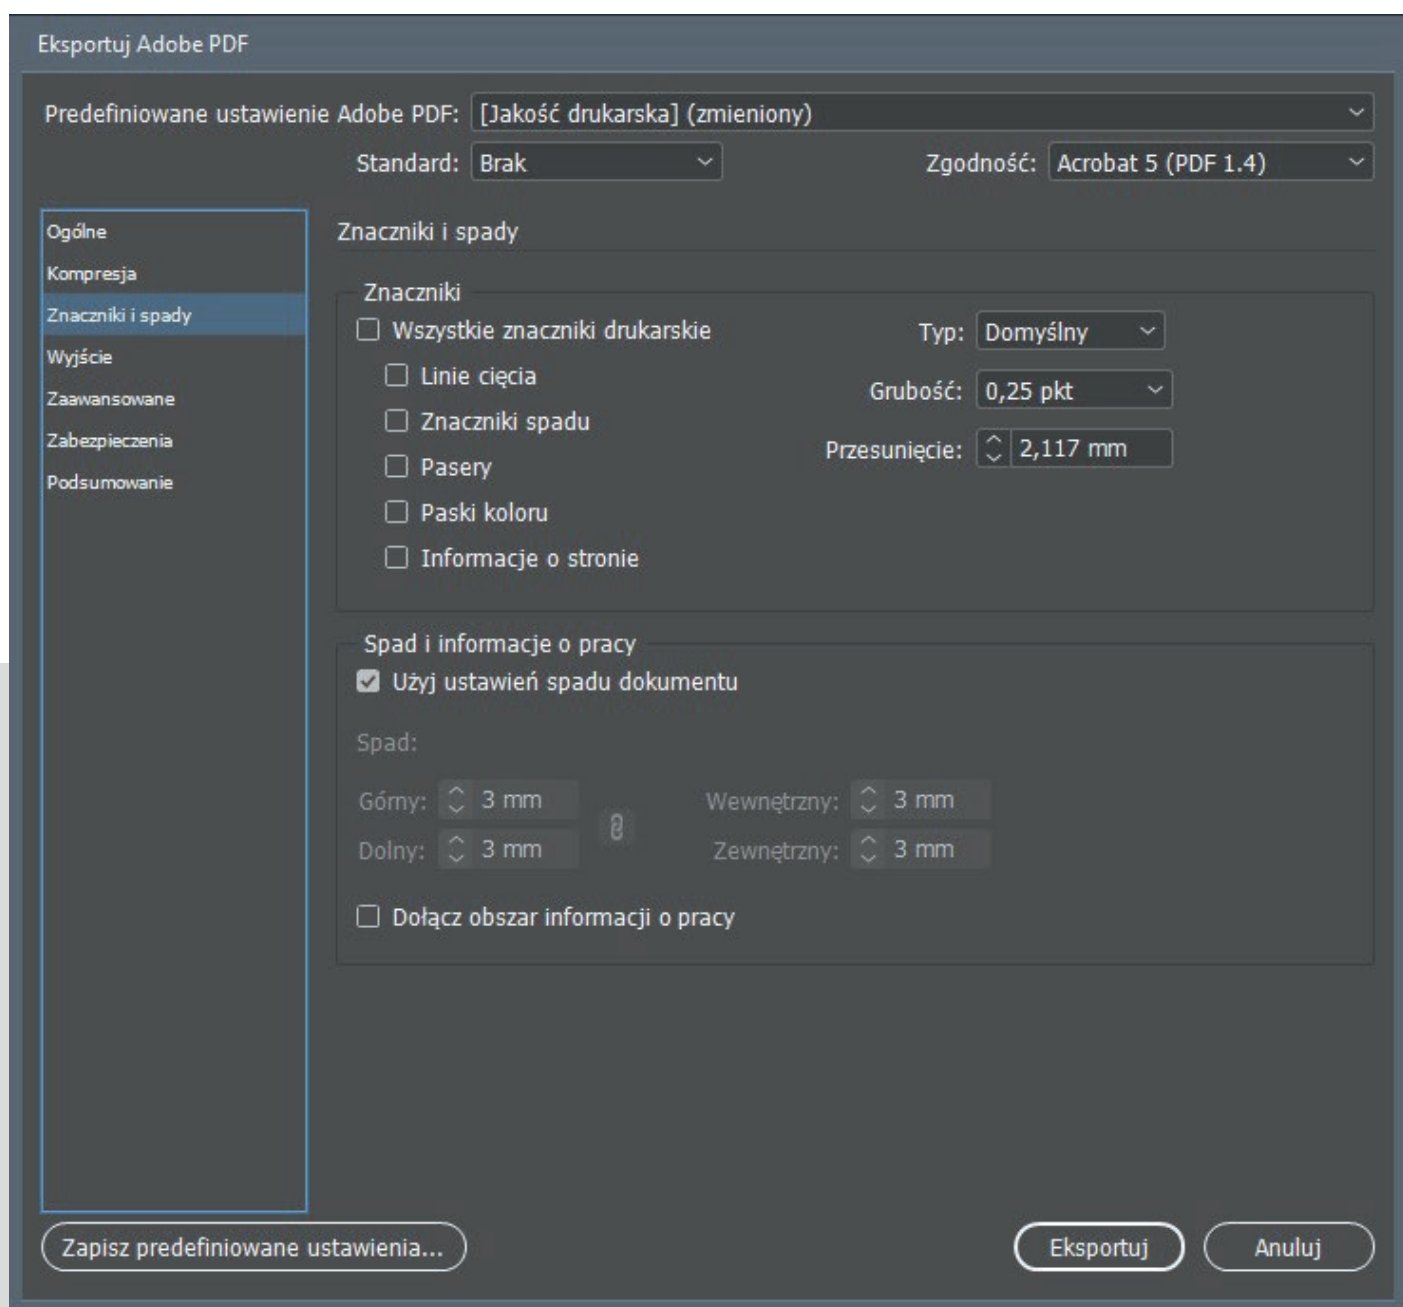 Eksportuj Adobe PDF
Predefiniowane ustawienie Adobe PDF: [Jakość drukarska] (zmieniony)
Standard: Brak Zgodność: Acrobat 5 (PDF 1.4)
Ogólne
Kompresja
Znaczniki i spady
Wyjście
Zaawansowane
Zabezpieczenia
Podsumowanie
Znaczniki i spady
Znaczniki
Wszystkie znaczniki drukarskie Typ: Domyślny
Linie cięcia
Grubość: 0,25 pkt
Znaczniki spadu
Przesunięcie: 2,117 mm
Pasery
Paski koloru
Informacje o stronie
Spad i informacje o pracy
Użyj ustawień spadu dokumentu
Spad:
Górny: 3 mm Wewnętrzny: 3 mm
Dolny: 3 mm Zewnętrzny: 3 mm
Dołącz obszar informacji o pracy
Zapisz predefiniowane ustawienia... Eksportuj Anuluj